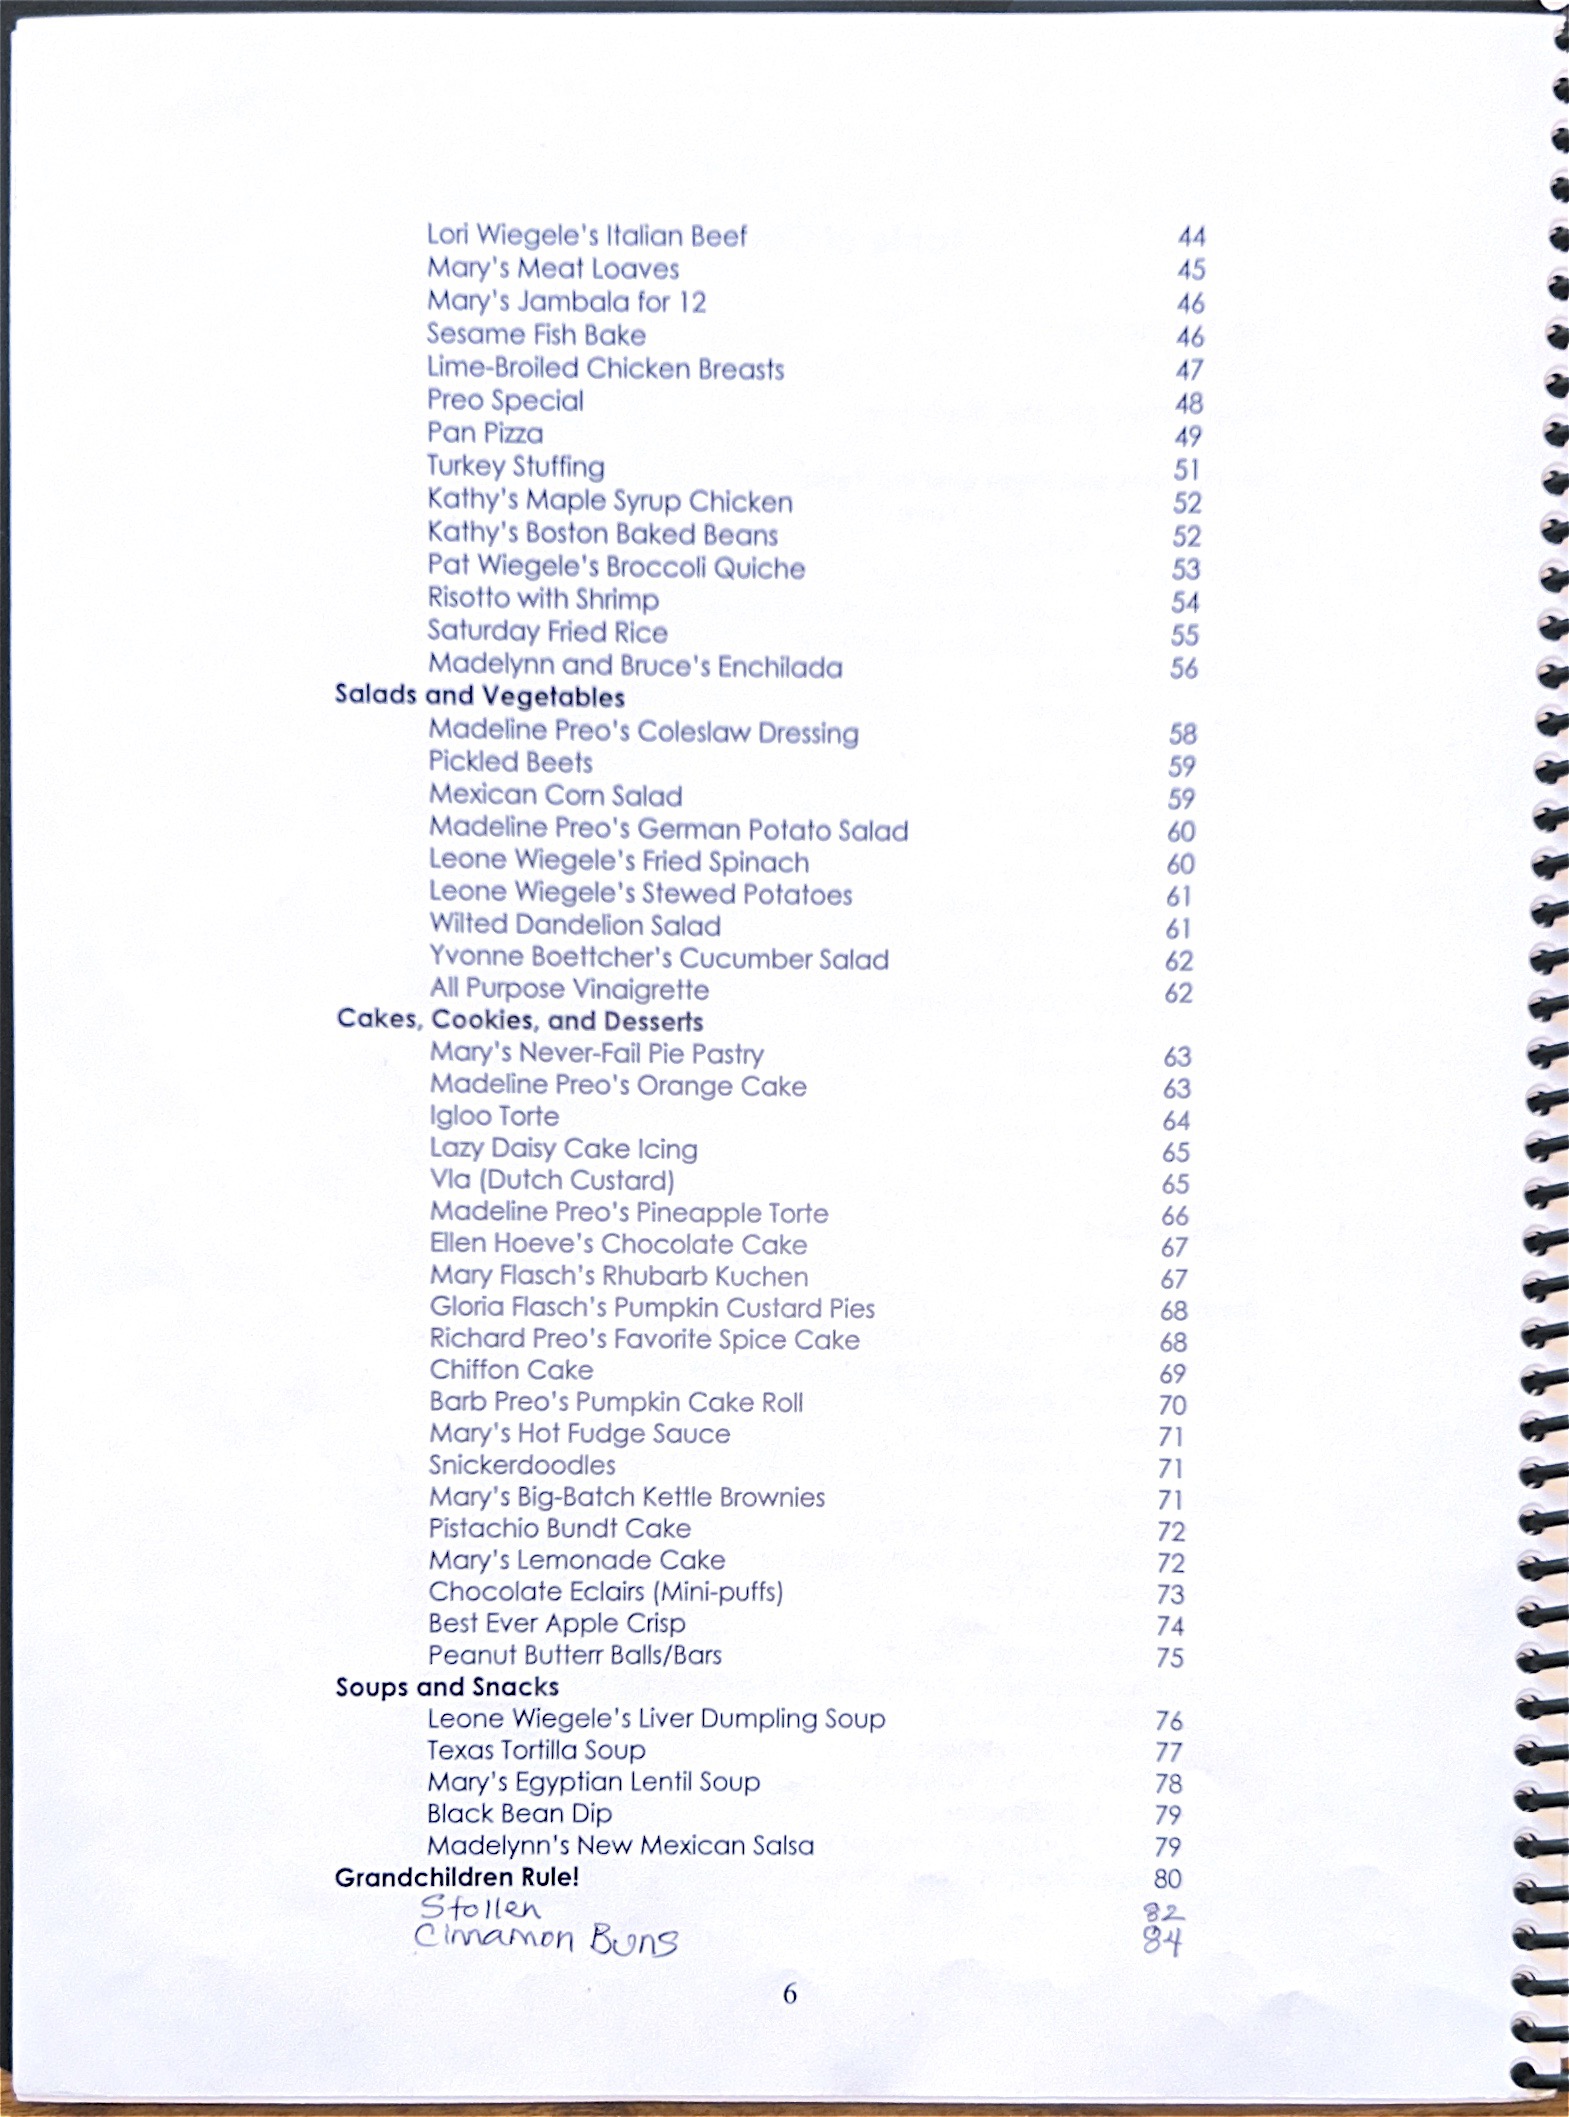 Lori Wiegele's Italian Beef 44
Mary's Meat Loaves 45
Mary's Jambala for 12 46
Sesame Fish Bake 46
Lime-Broiled Chicken Breasts 47
Preo Special 48
Pan Pizza 49
Turkey Stuffing 51
Kathy's Maple Syrup Chicken 52
Kathy's Boston Baked Beans 52
Pat Wiegele's Broccoli Quiche 53
Risotto with Shrimp 54
Saturday Fried Rice 55
Madelynn and Bruce's Enchilada 56
Salads and Vegetables
Madeline Preo's Coleslaw Dressing 58
Pickled Beets 59
Mexican Corn Salad 59
Madeline Preo's German Potato Salad 60
Leone Wiegele's Fried Spinach 60
Leone Wiegele's Stewed Potatoes 61
Wilted Dandelion Salad 61
Yvonne Boettcher's Cucumber Salad 62
All Purpose Vinaigrette 62
Cakes, Cookies, and Desserts
Mary's Never-Fail Pie Pastry 63
Madeline Preo's Orange Cake 63
Igloo Torte 64
Lazy Daisy Cake Icing 65
Vla (Dutch Custard) 65
Madeline Preo's Pineapple Torte 66
Ellen Hoeve's Chocolate Cake 67
Mary Flasch's Rhubarb Kuchen 67
Gloria Flasch's Pumpkin Custard Pies 68
Richard Preo's Favorite Spice Cake 68
Chiffon Cake 69
Barb Preo's Pumpkin Cake Roll 70
Mary's Hot Fudge Sauce 71
Snickerdoodles 71
Mary's Big-Batch Kettle Brownies 71
Pistachio Bundt Cake 72
Mary's Lemonade Cake 72
Chocolate Eclairs (Mini-puffs) 73
Best Ever Apple Crisp 74
Peanut Butterr Balls/Bars 75
Soups and Snacks
Leone Wiegele's Liver Dumpling Soup 76
Texas Tortilla Soup 77
Mary's Egyptian Lentil Soup 78
Black Bean Dip 79
Madelynn's New Mexican Salsa 79
Grandchildren Rule! 80
Stollen 82
Cinnamon Buns 84
6